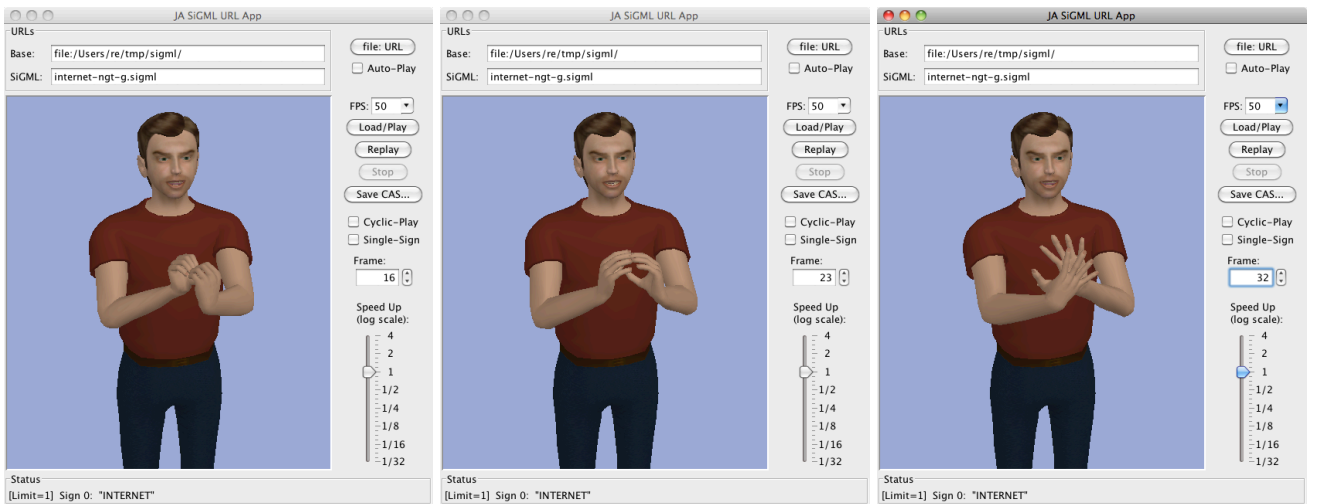 JA SiGML URL App
URLs
Base: file:/Users/re/tmp/sigml/
SiGML: internet-ngt-g.sigml
file: URL
Auto-Play
FPS: 50
Load/Play
Replay
Stop
Save CAS...
Cyclic-Play
Single-Sign
Frame:
16
Speed Up
(log scale):
4
2
1
1/2
1/4
1/8
1/16
1/32
Status
[Limit=1] Sign 0: "INTERNET"
JA SiGML URL App
URLs
Base: file:/Users/re/tmp/sigml/
SiGML: internet-ngt-g.sigml
file: URL
Auto-Play
FPS: 50
Load/Play
Replay
Stop
Save CAS...
Cyclic-Play
Single-Sign
Frame:
23
Speed Up
(log scale):
4
2
1
1/2
1/4
1/8
1/16
1/32
Status
[Limit=1] Sign 0: "INTERNET"
JA SiGML URL App
URLs
Base: file:/Users/re/tmp/sigml/
SiGML: internet-ngt-g.sigml
file: URL
Auto-Play
FPS: 50
Load/Play
Replay
Stop
Save CAS...
Cyclic-Play
Single-Sign
Frame:
32
Speed Up
(log scale):
4
2
1
1/2
1/4
1/8
1/16
1/32
Status
[Limit=1] Sign 0: "INTERNET"